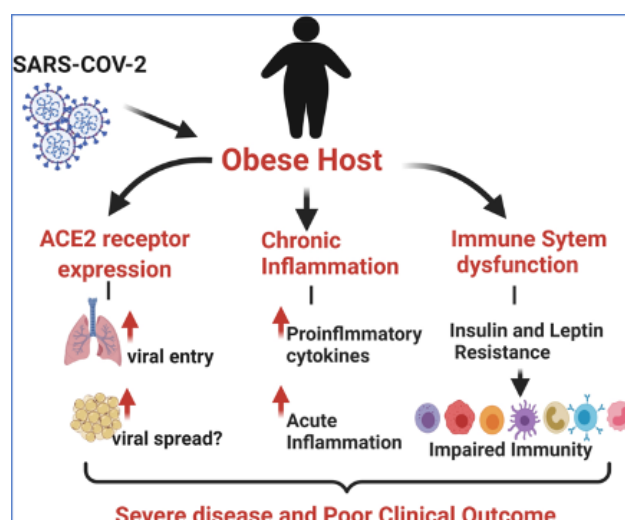 SARS-COV-2
Obese Host
ACE2 receptor
expression
viral entry
viral spread?
Chronic
Inflammation
Proinflmmatory
cytokines
Acute
Inflammation
Immune Sytem
dysfunction
Insulin and Leptin
Resistance
Impaired Immunity
Severe disease and Poor Clinical Outcome